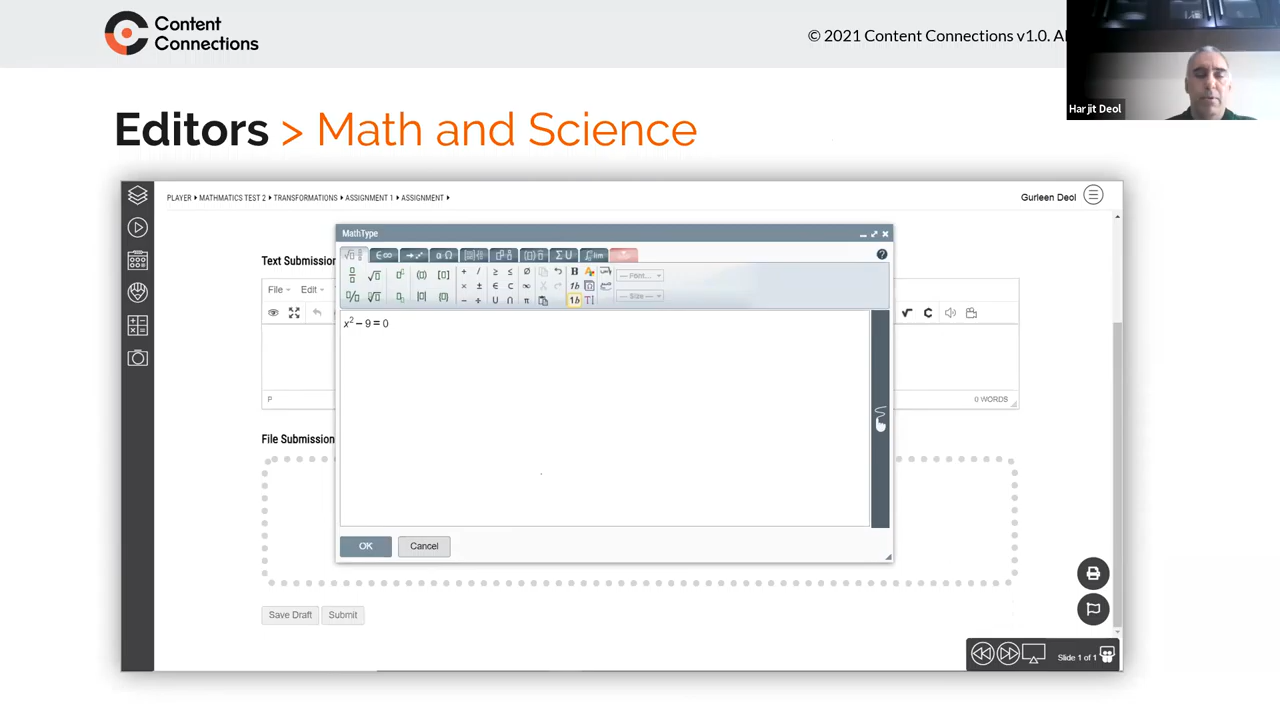 Content
Connections
© 2021 Content Connections v1.0. Al
Harjit Deol
Editors > Math and Science
PLAYER MATHMATICS TEST 2 TRANSFORMATIONS ASSIGNMENT 1 ASSIGNMENT
Gurleen Deol
MathType
Text Submission
File Edit
Font...
Size
x² − 9 = 0
P
0 WORDS
File Submission
OK Cancel
Save Draft Submit
Slide 1 of 1